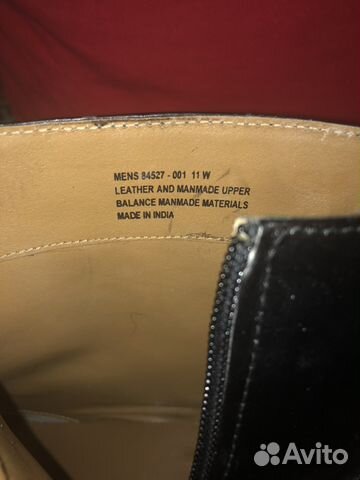 MENS 84527 - 001 11 W
LEATHER AND MANMADE UPPER
BALANCE MANMADE MATERIALS
MADE IN INDIA
Avito